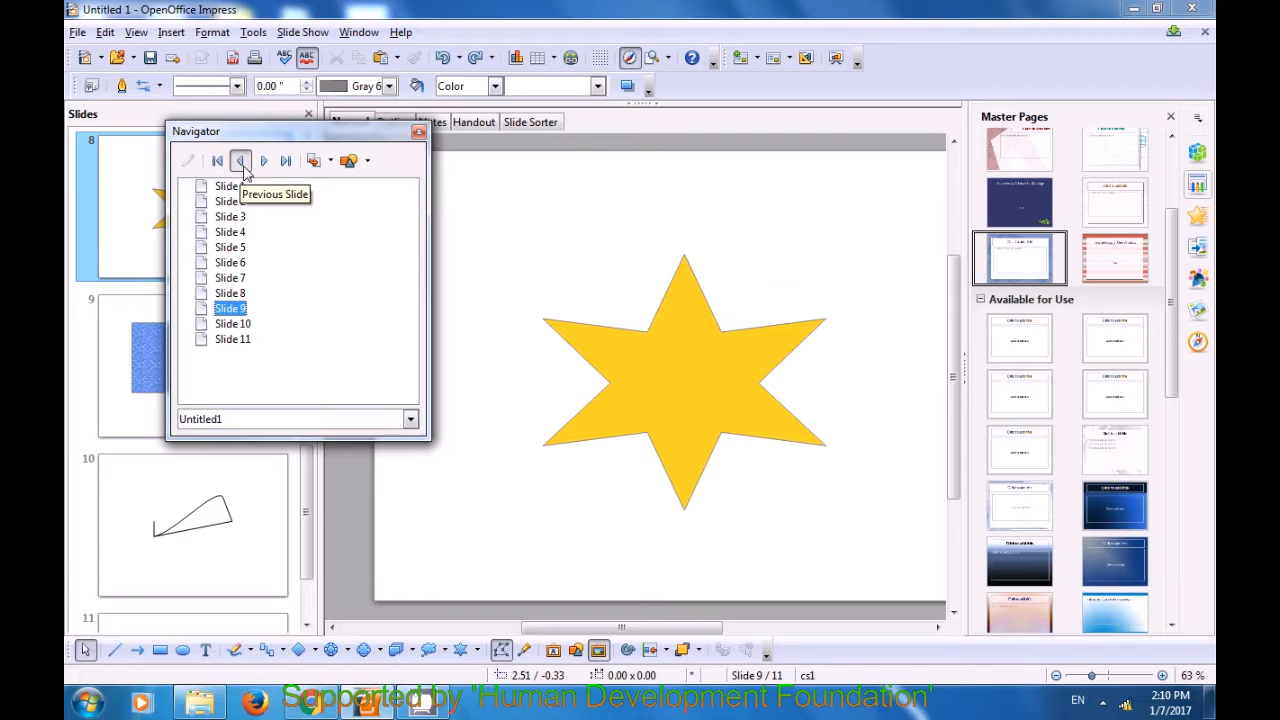 Untitled 1 - OpenOffice Impress
File Edit View Insert Format Tools Slide Show Window Help
0.00 "
Gray 6
Color
Slides
Notes
Handout
Slide Sorter
Master Pages
8
9
10
11
Navigator
Previous Slide
Slide
Slide
Slide 3
Slide 4
Slide 5
Slide 6
Slide 7
Slide 8
Slide 9
Slide 10
Slide 11
Untitled1
Available for Use
2.51 / -0.33
0.00 x 0.00
*
Slide 9 / 11
cs1
63 %
Supported by 'Human Development Foundation'
EN
2:10 PM
1/7/2017